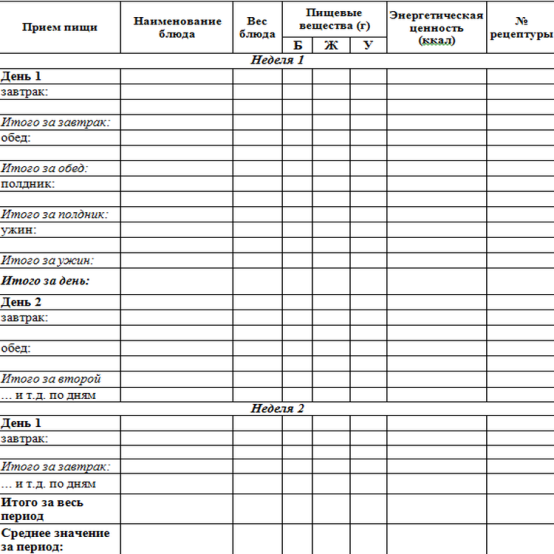 Прием пищи
Наименование
блюда
Вес
блюда
Пищевые
вещества (г)
Б Ж У
Энергетическая
ценность
(ккал)
№
рецептуры
Неделя 1
День 1
завтрак:
Итого за завтрак:
обед:
Итого за обед:
полдник:
Итого за полдник:
ужин:
Итого за ужин:
Итого за день:
День 2
завтрак:
обед:
Итого за второй
... и т.д. по дням
Неделя 2
День 1
завтрак:
Итого за завтрак:
... и т.д. по дням
Итого за весь
период
Среднее значение
за период: